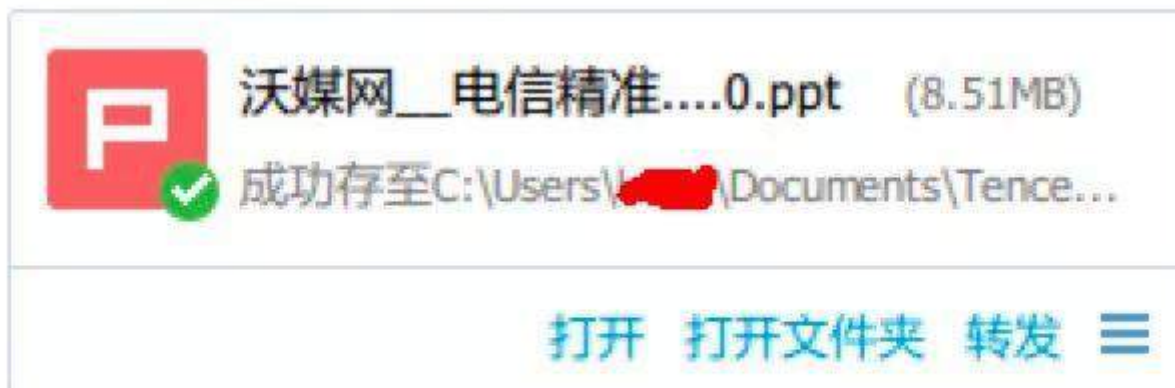 沃媒网__电信精准....0.ppt (8.51MB)
成功存至C:\Users\ \Documents\Tence...
打开 打开文件夹 转发